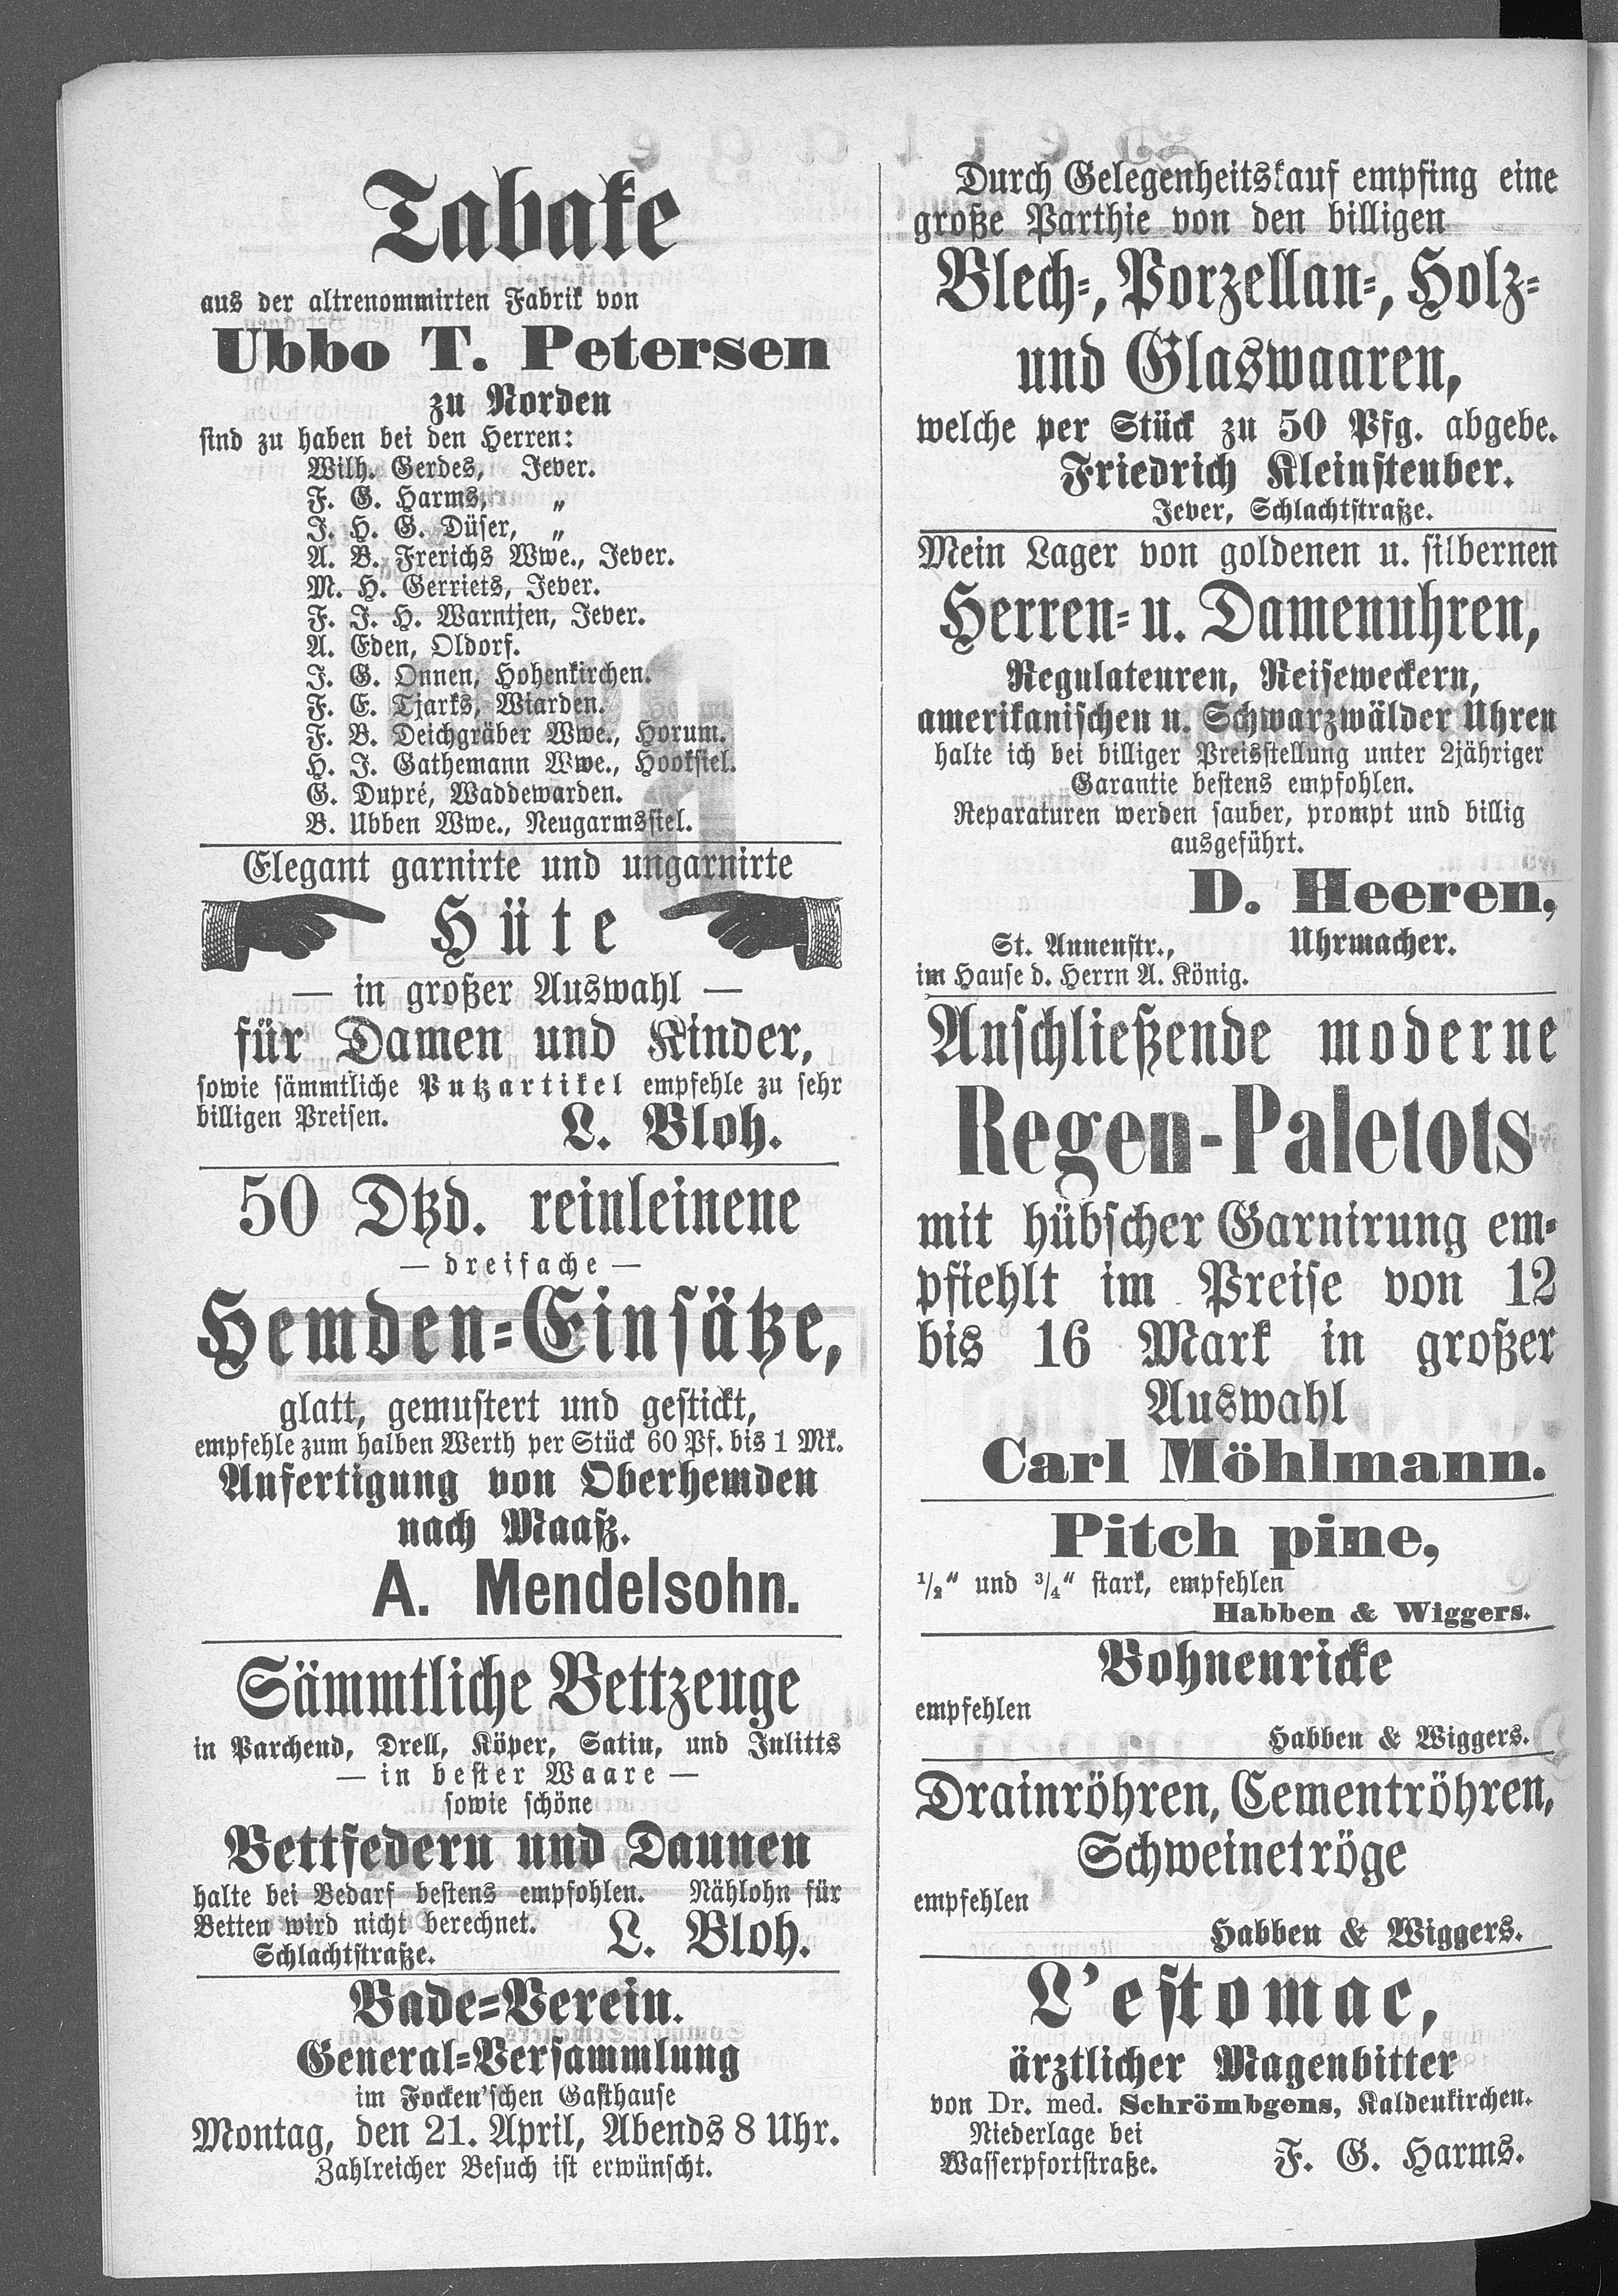 Tabake
aus der altrenommirten Fabrik von
Ubbo T. Petersen
zu Norden
sind zu haben bei den Herren:
Wilh. Gerdes, Jever.
F. G. Harms, „
J. H. G. Düser, „
A. B. Frerichs Wwe., Jever.
M. H. Gerriets, Jever.
F. J. H. Warntjen, Jever.
A. Eden, Oldorf.
J. G. Onnen, Hohenkirchen.
F. E. Tjarks, Wiarden.
F. B. Deichgräber Wwe., Horum.
H. J. Gathemann Wwe., Hooksiel.
G. Dupré, Waddewarden.
B. Ubben Wwe., Neugarmssiel.
Elegant garnirte und ungarnirte
Hüte
— in großer Auswahl —
für Damen und Kinder,
sowie sämmtliche Putzartikel empfehle zu sehr
billigen Preisen. L. Bloh.
50 Dtzd. reinleinene
— dreifache —
Hemden-Einsätze,
glatt, gemustert und gestickt,
empfehle zum halben Werth per Stück 60 Pf. bis 1 Mk.
Anfertigung von Oberhemden
nach Maaß.
A. Mendelsohn.
Sämmtliche Bettzeuge
in Parchend, Drell, Köper, Satin, und Inlitts
— in bester Waare —
sowie schöne
Bettfedern und Daunen
halte bei Bedarf bestens empfohlen. Nählohn für
Betten wird nicht berechnet. L. Bloh.
Schlachtstraße.
Bade-Verein.
General-Versammlung
im Focken'schen Gasthause
Montag, den 21. April, Abends 8 Uhr.
Zahlreicher Besuch ist erwünscht.
Durch Gelegenheitskauf empfing eine
große Parthie von den billigen
Blech-, Porzellan-, Holz-
und Glaswaaren,
welche per Stück zu 50 Pfg. abgebe.
Friedrich Kleinsteuber.
Jever, Schlachtstraße.
Mein Lager von goldenen u. silbernen
Herren- u. Damenuhren,
Regulateuren, Reiseweckern,
amerikanischen u. Schwarzwälder Uhren
halte ich bei billiger Preisstellung unter 2jähriger
Garantie bestens empfohlen.
Reparaturen werden sauber, prompt und billig
ausgeführt.
D. Heeren,
St. Annenstr., Uhrmacher.
im Hause d. Herrn A. König.
Anschließende moderne
Regen-Paletots
mit hübscher Garnirung em-
pfiehlt im Preise von 12
bis 16 Mark in großer
Auswahl
Carl Möhlmann.
Pitch pine,
1/2" und 3/4" stark, empfehlen
Habben & Wiggers.
Bohnenricke
empfehlen
Habben & Wiggers.
Drainröhren, Cementröhren,
Schweinetröge
empfehlen
Habben & Wiggers.
L'estomac,
ärztlicher Magenbitter
von Dr. med. Schrömbgens, Kaldenkirchen.
Niederlage bei
Wasserpfortstraße. F. G. Harms.